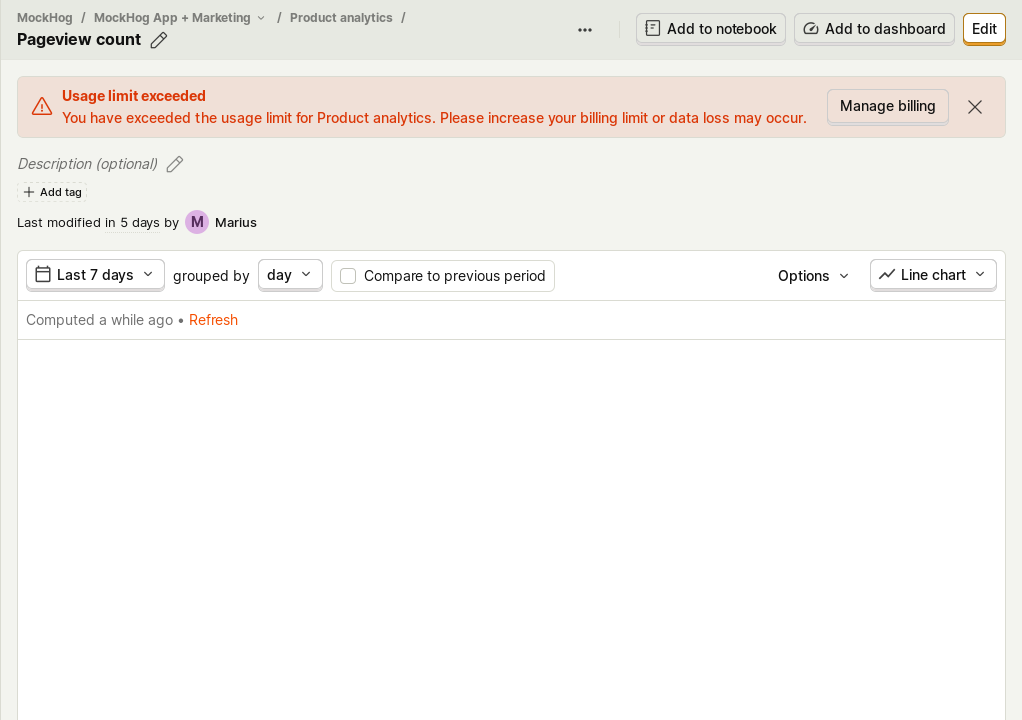 MockHog / MockHog App + Marketing / Product analytics /
Pageview count
Add to notebook
Add to dashboard
Edit
Usage limit exceeded
You have exceeded the usage limit for Product analytics. Please increase your billing limit or data loss may occur.
Manage billing
Description (optional)
Add tag
Last modified in 5 days by M Marius
Last 7 days grouped by day Compare to previous period Options Line chart
Computed a while ago • Refresh